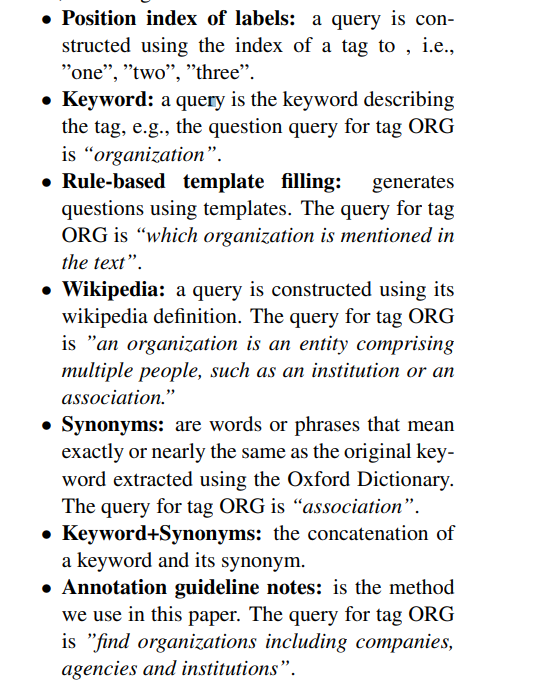 • Position index of labels: a query is con-
structed using the index of a tag to , i.e.,
”one”, ”two”, ”three”.
• Keyword: a query is the keyword describing
the tag, e.g., the question query for tag ORG
is “organization”.
• Rule-based template filling: generates
questions using templates. The query for tag
ORG is “which organization is mentioned in
the text”.
• Wikipedia: a query is constructed using its
wikipedia definition. The query for tag ORG
is ”an organization is an entity comprising
multiple people, such as an institution or an
association.”
• Synonyms: are words or phrases that mean
exactly or nearly the same as the original key-
word extracted using the Oxford Dictionary.
The query for tag ORG is “association”.
• Keyword+Synonyms: the concatenation of
a keyword and its synonym.
• Annotation guideline notes: is the method
we use in this paper. The query for tag ORG
is ”find organizations including companies,
agencies and institutions”.